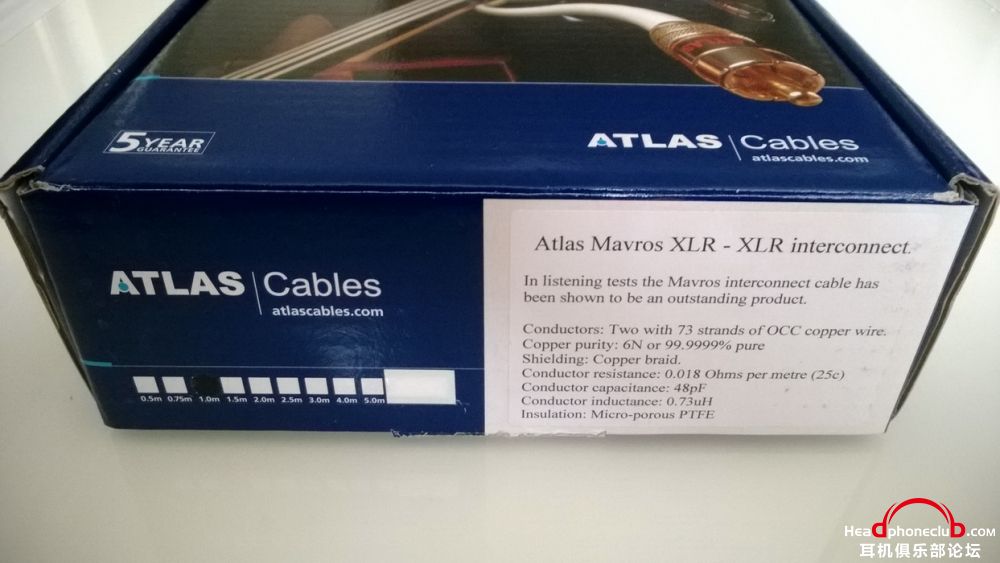 5 YEAR
GUARANTEE
ATLAS Cables
atlascables.com
ATLAS Cables
atlascables.com
0.5m 0.75m 1.0m 1.5m 2.0m 2.5m 3.0m 4.0m 5.0m
Atlas Mavros XLR - XLR interconnect.
In listening tests the Mavros interconnect cable has
been shown to be an outstanding product.
Conductors: Two with 73 strands of OCC copper wire.
Copper purity: 6N or 99.9999% pure
Shielding: Copper braid.
Conductor resistance: 0.018 Ohms per metre (25c)
Conductor capacitance: 48pF
Conductor inductance: 0.73uH
Insulation: Micro-porous PTFE
Headphoneclub.com
耳机俱乐部论坛